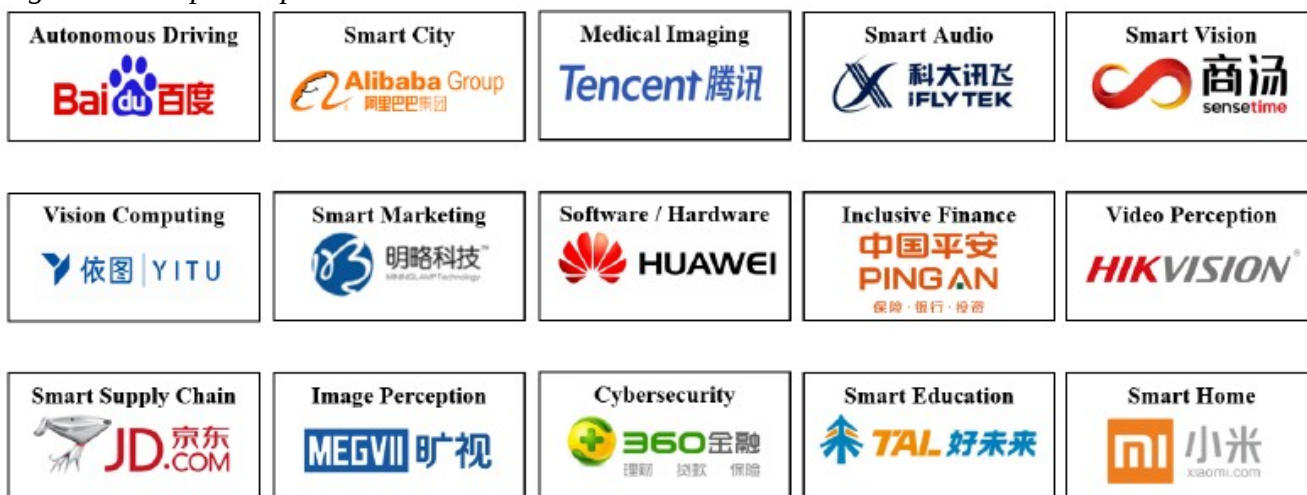 Autonomous Driving
Bai du 百度
Smart City
Alibaba Group
阿里巴巴集团
Medical Imaging
Tencent 腾讯
Smart Audio
科大讯飞
iFLYTEK
Smart Vision
商汤
sensetime
Vision Computing
依图 | YITU
Smart Marketing
明略科技™
MININGLAMP Technology
Software / Hardware
HUAWEI
Inclusive Finance
中国平安
PING AN
保险·银行·投资
Video Perception
HIKVISION®
Smart Supply Chain
JD 京东
.COM
Image Perception
MEGVII 旷视
Cybersecurity
360金融
理财 贷款 保险
Smart Education
TAL 好未来
Smart Home
mi 小米
xiaomi.com